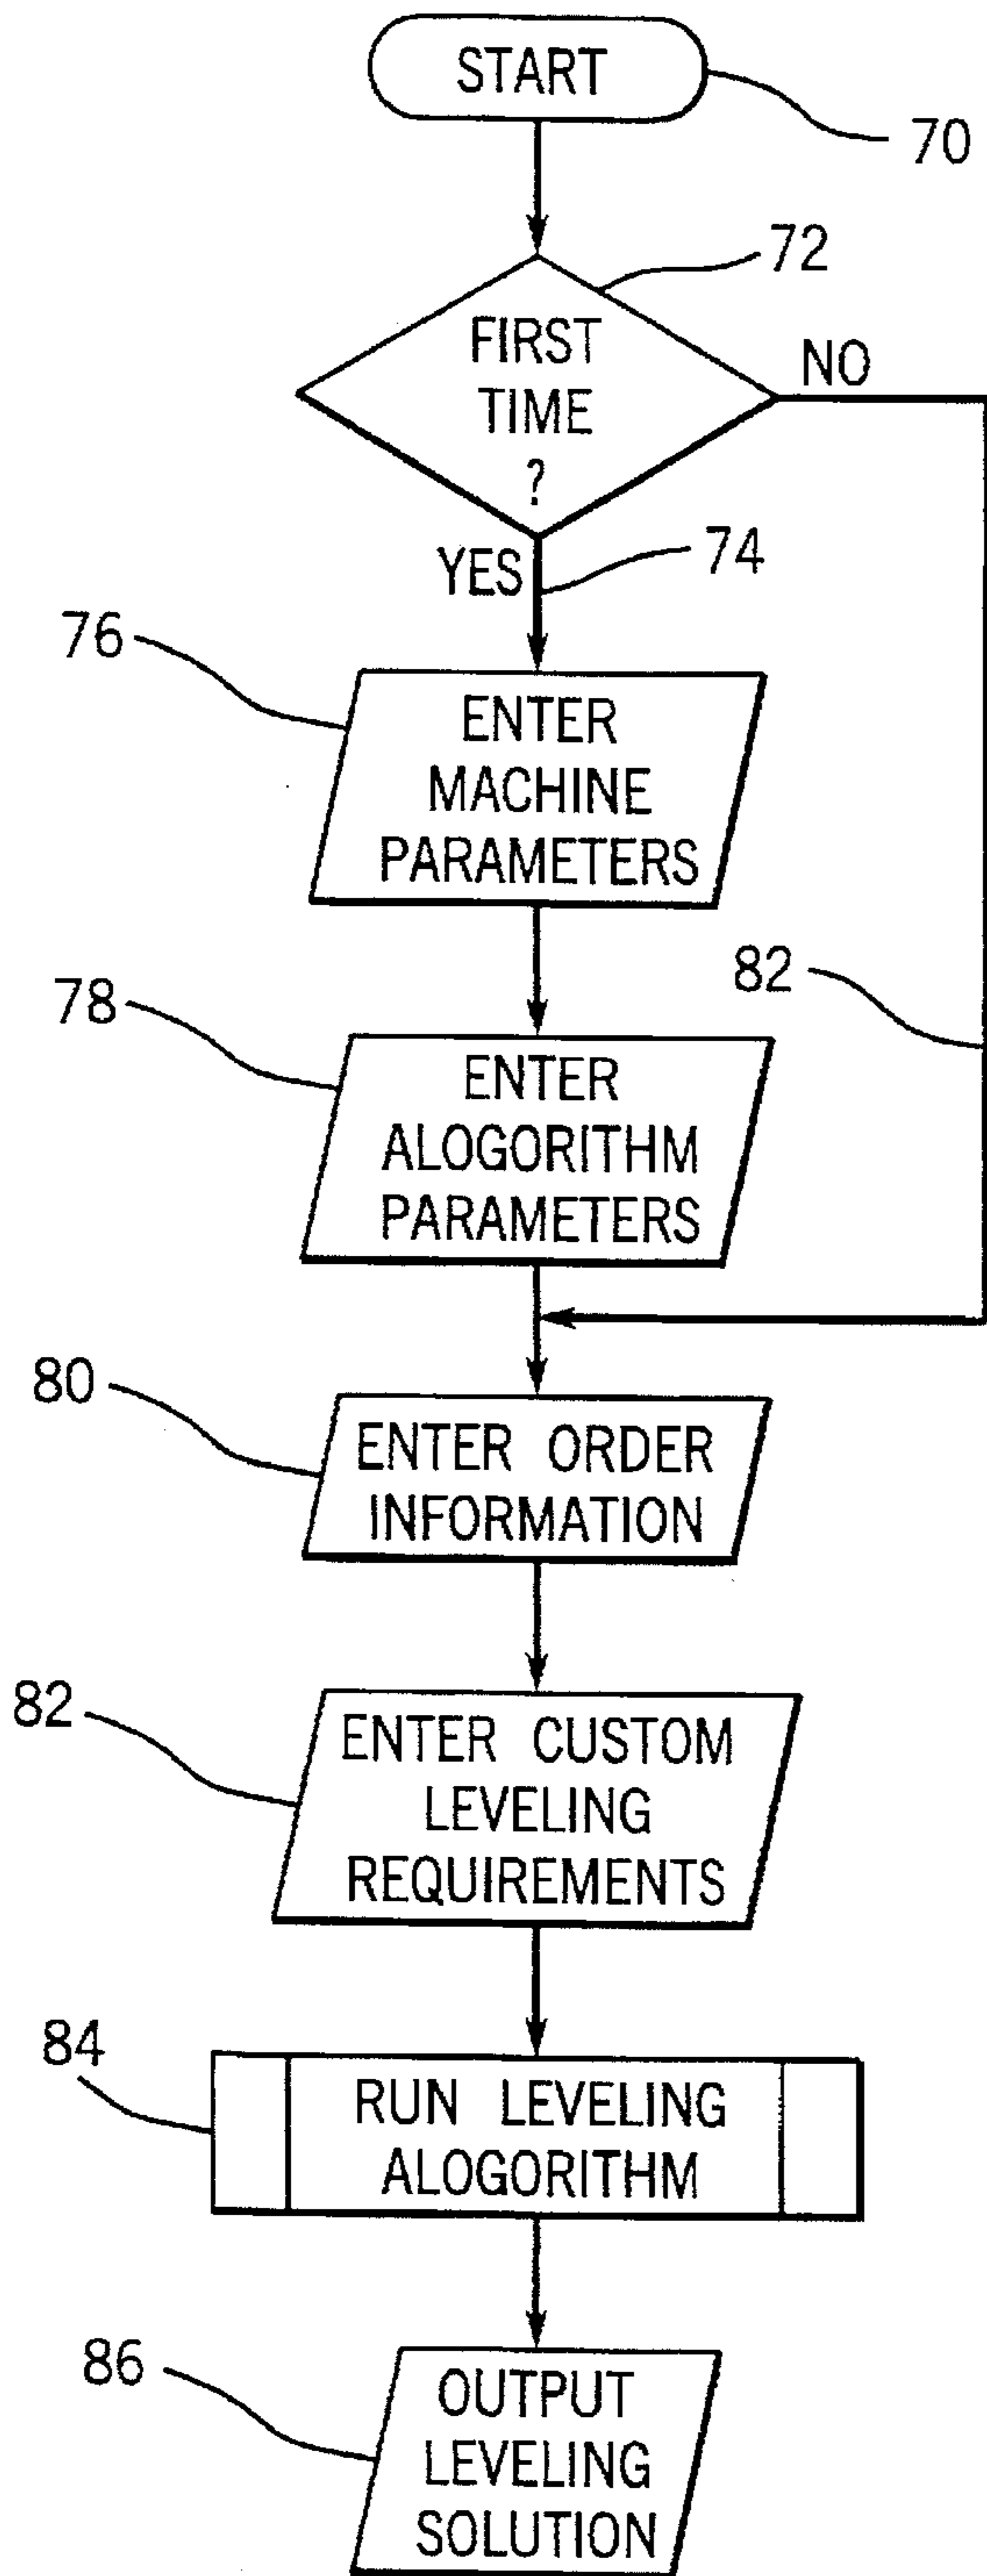 START
70
72
FIRST
TIME
?
NO
YES
74
76
ENTER
MACHINE
PARAMETERS
82
78
ENTER
ALOGORITHM
PARAMETERS
80
ENTER ORDER
INFORMATION
82
ENTER CUSTOM
LEVELING
REQUIREMENTS
84
RUN LEVELING
ALOGORITHM
86
OUTPUT
LEVELING
SOLUTION